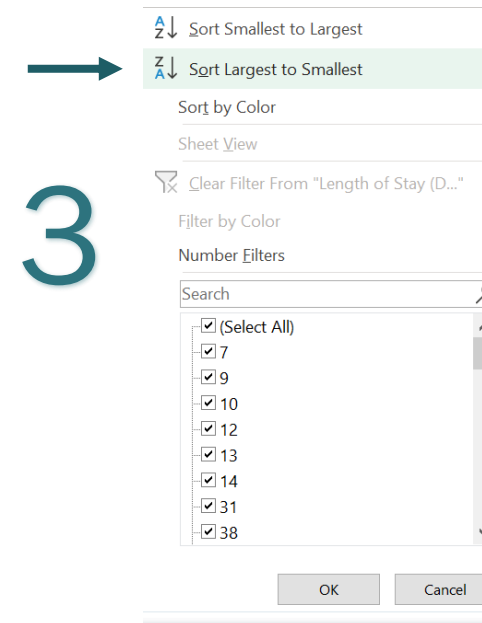 Sort Smallest to Largest
Sort Largest to Smallest
Sort by Color
Sheet View
Clear Filter From "Length of Stay (D..."
3
Filter by Color
Number Filters
Search
(Select All)
7
9
10
12
13
14
31
38
OK Cancel